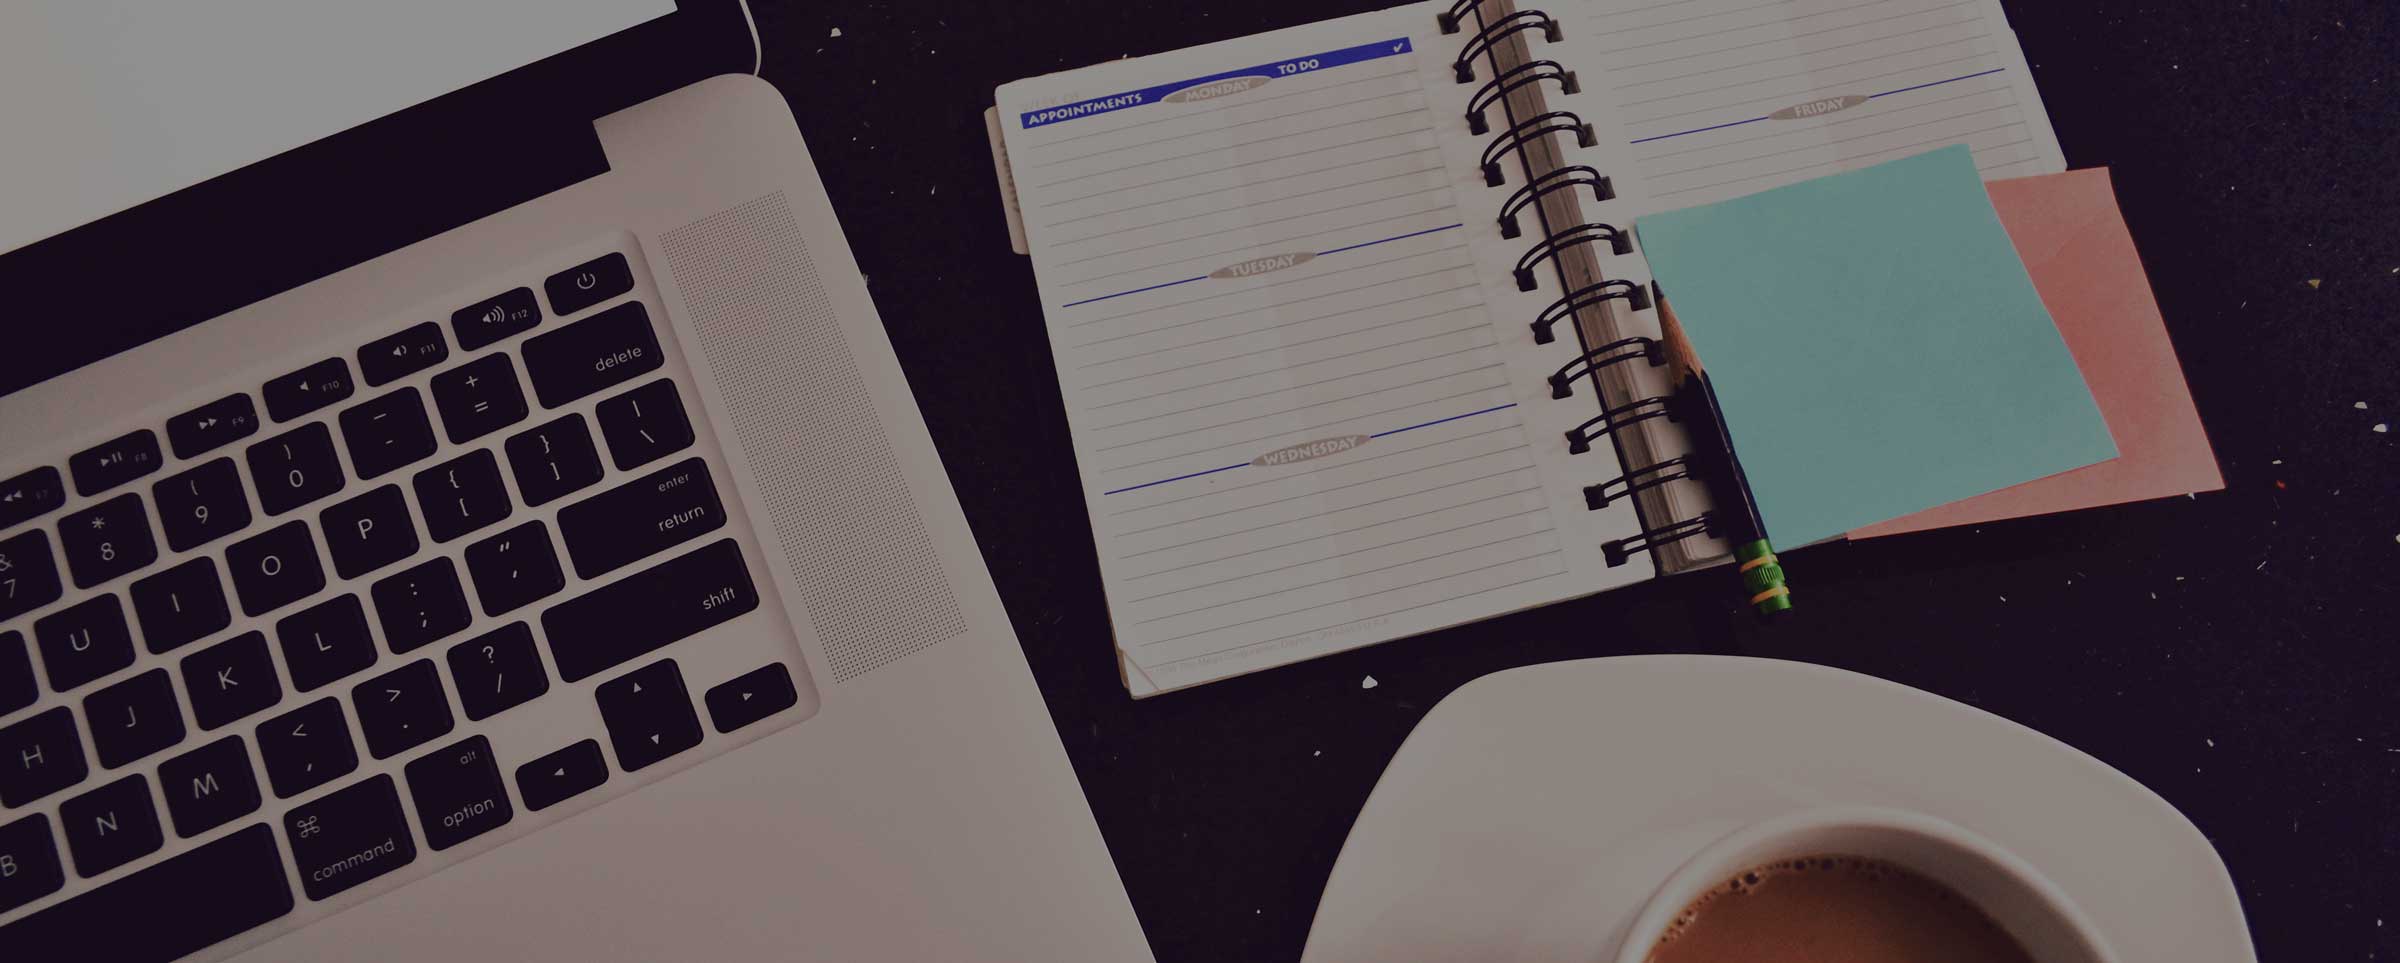 F7 F8 F9 F10 F11 F12
& 7 * 8 ( 9 ) 0 _ - + = delete
U I O P { [ } ] | \
H J K L : ; " ' enter return
B N M < , > . ? / shift
⌘ command alt option
APPOINTMENTS MONDAY TO DO ✓
TUESDAY
WEDNESDAY
FRIDAY